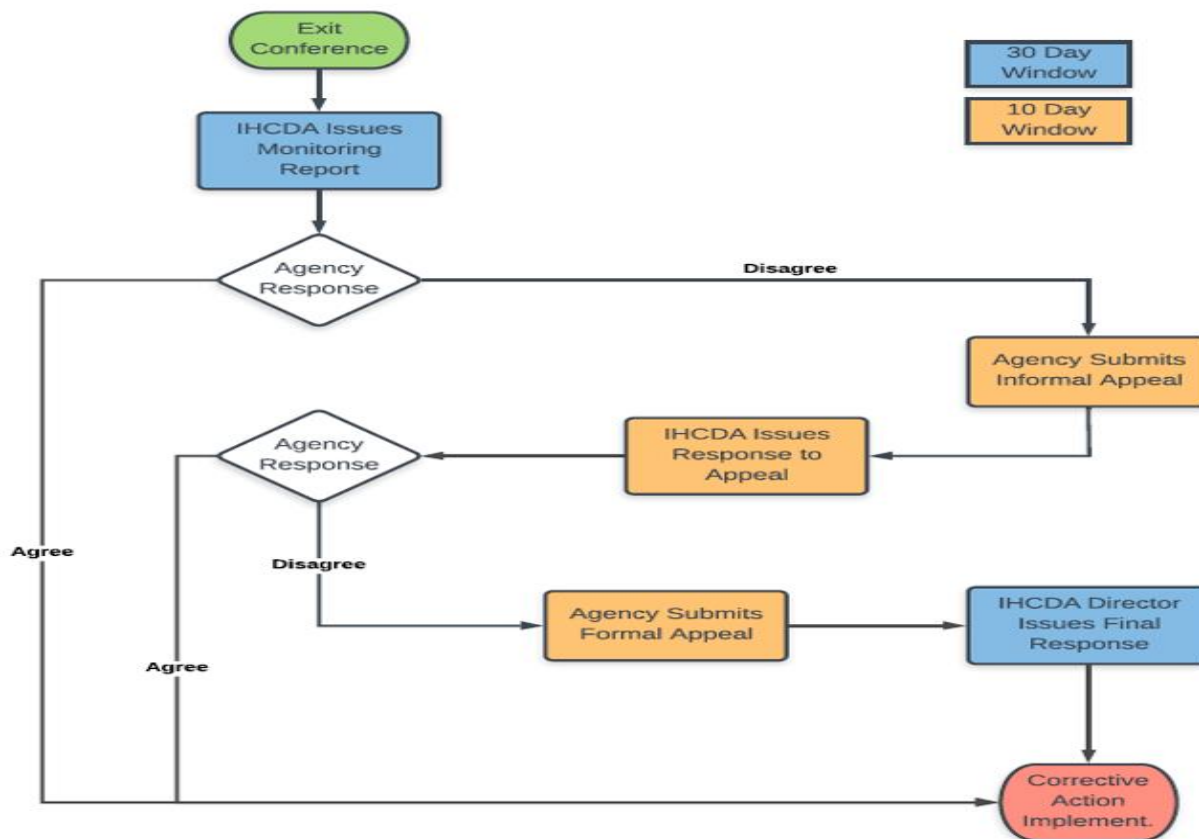 Exit
Conference
30 Day
Window
10 Day
Window
IHCDA Issues
Monitoring
Report
Agency
Response
Disagree
Agency Submits
Informal Appeal
IHCDA Issues
Response to
Appeal
Agency
Response
Agree
Disagree
Agency Submits
Formal Appeal
IHCDA Director
Issues Final
Response
Agree
Corrective
Action
Implement.